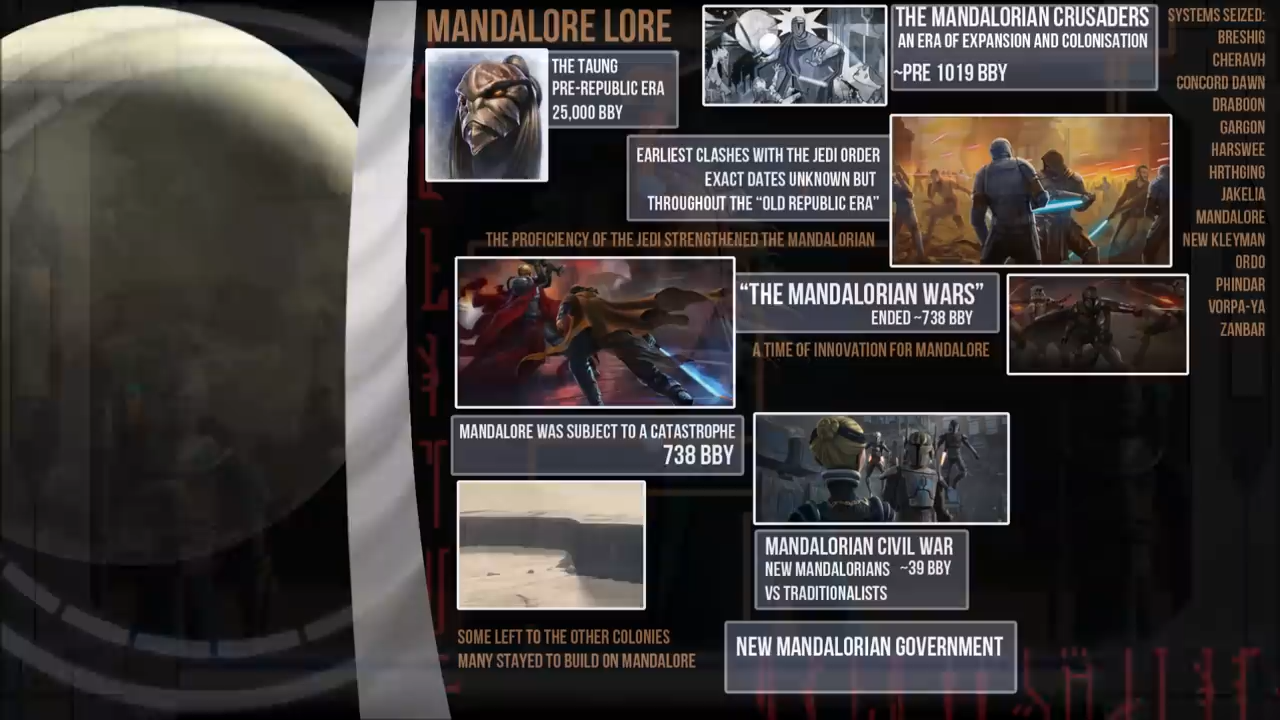 MANDALORE LORE
THE TAUNG
PRE-REPUBLIC ERA
25,000 BBY
THE MANDALORIAN CRUSADERS
AN ERA OF EXPANSION AND COLONISATION
~PRE 1019 BBY
SYSTEMS SEIZED:
BRESHIG
CHERAVH
CONCORD DAWN
DRABOON
GARGON
HARSWEE
HRTHGING
JAKELIA
MANDALORE
NEW KLEYMAN
ORDO
PHINDAR
VORPA-YA
ZANBAR
EARLIEST CLASHES WITH THE JEDI ORDER
EXACT DATES UNKNOWN BUT
THROUGHOUT THE “OLD REPUBLIC ERA”
THE PROFICIENCY OF THE JEDI STRENGTHENED THE MANDALORIAN
“THE MANDALORIAN WARS”
ENDED ~738 BBY
A TIME OF INNOVATION FOR MANDALORE
MANDALORE WAS SUBJECT TO A CATASTROPHE
738 BBY
MANDALORIAN CIVIL WAR
NEW MANDALORIANS ~39 BBY
VS TRADITIONALISTS
SOME LEFT TO THE OTHER COLONIES
MANY STAYED TO BUILD ON MANDALORE
NEW MANDALORIAN GOVERNMENT